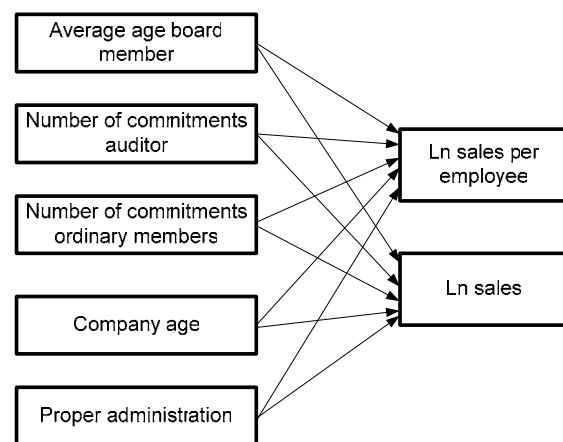 Average age board
member
Number of commitments
auditor
Number of commitments
ordinary members
Company age
Proper administration
Ln sales per
employee
Ln sales